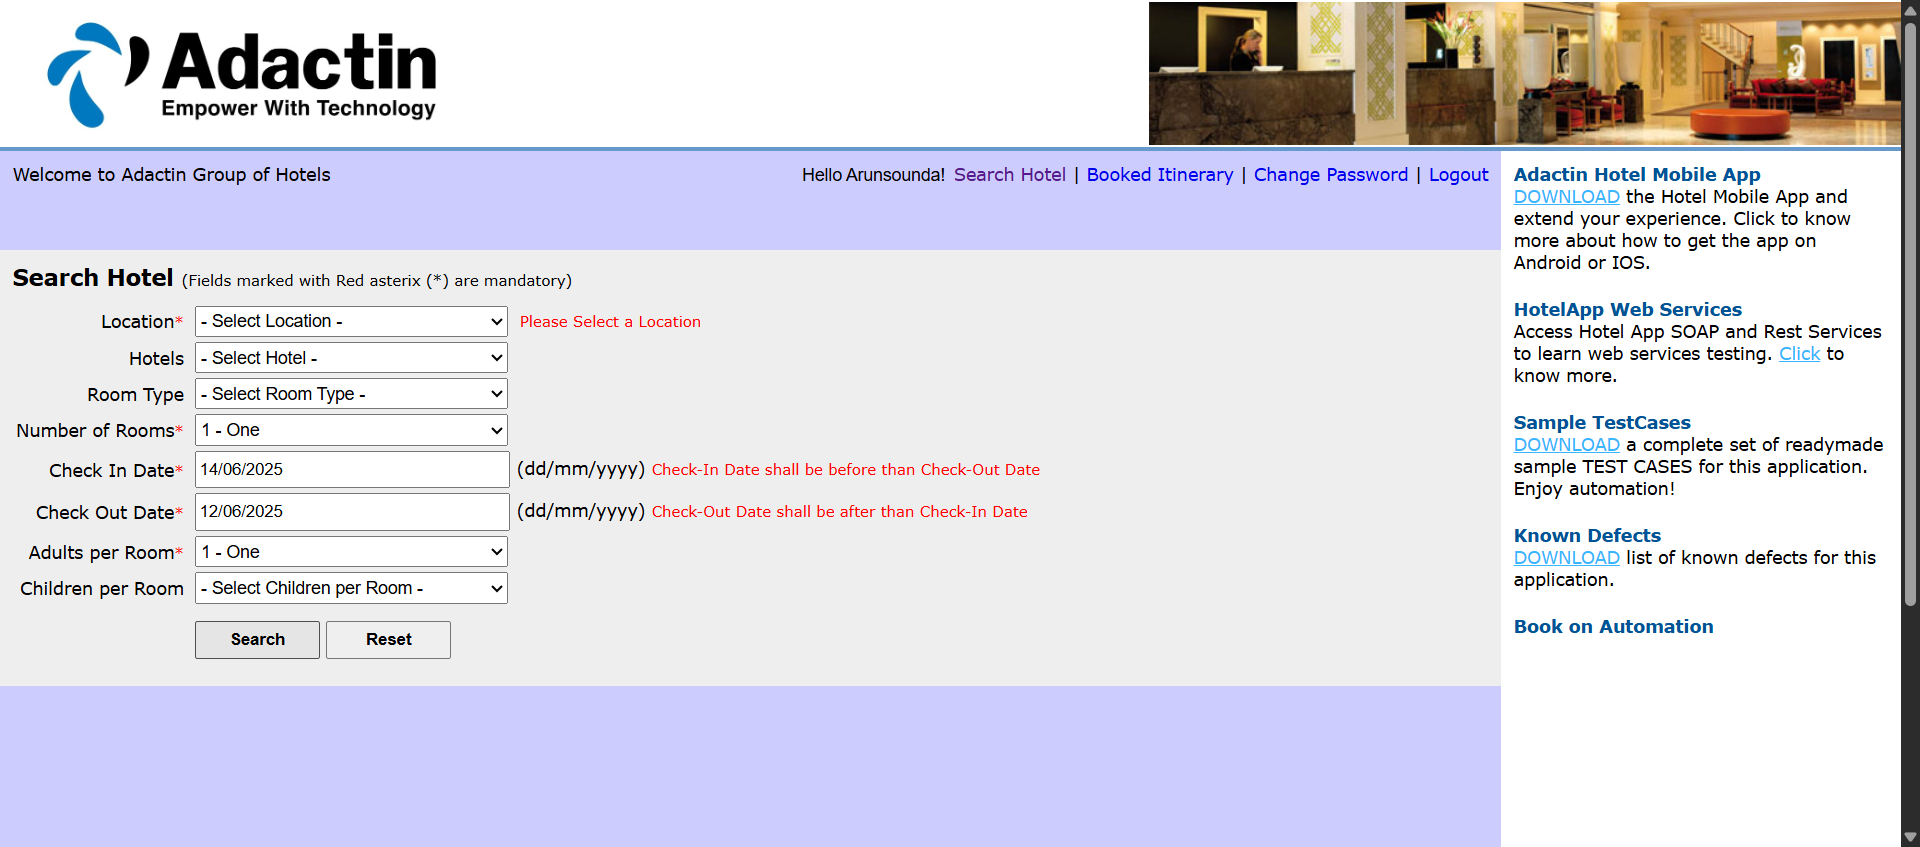 Adactin
Empower With Technology
Welcome to Adactin Group of Hotels
Hello Arunsounda! Search Hotel | Booked Itinerary | Change Password | Logout
Search Hotel (Fields marked with Red asterix (*) are mandatory)
Location* - Select Location - Please Select a Location
Hotels - Select Hotel -
Room Type - Select Room Type -
Number of Rooms* 1 - One
Check In Date* 14/06/2025 (dd/mm/yyyy) Check-In Date shall be before than Check-Out Date
Check Out Date* 12/06/2025 (dd/mm/yyyy) Check-Out Date shall be after than Check-In Date
Adults per Room* 1 - One
Children per Room - Select Children per Room -
Search Reset
Adactin Hotel Mobile App
DOWNLOAD the Hotel Mobile App and
extend your experience. Click to know
more about how to get the app on
Android or IOS.
HotelApp Web Services
Access Hotel App SOAP and Rest Services
to learn web services testing. Click to
know more.
Sample TestCases
DOWNLOAD a complete set of readymade
sample TEST CASES for this application.
Enjoy automation!
Known Defects
DOWNLOAD list of known defects for this
application.
Book on Automation